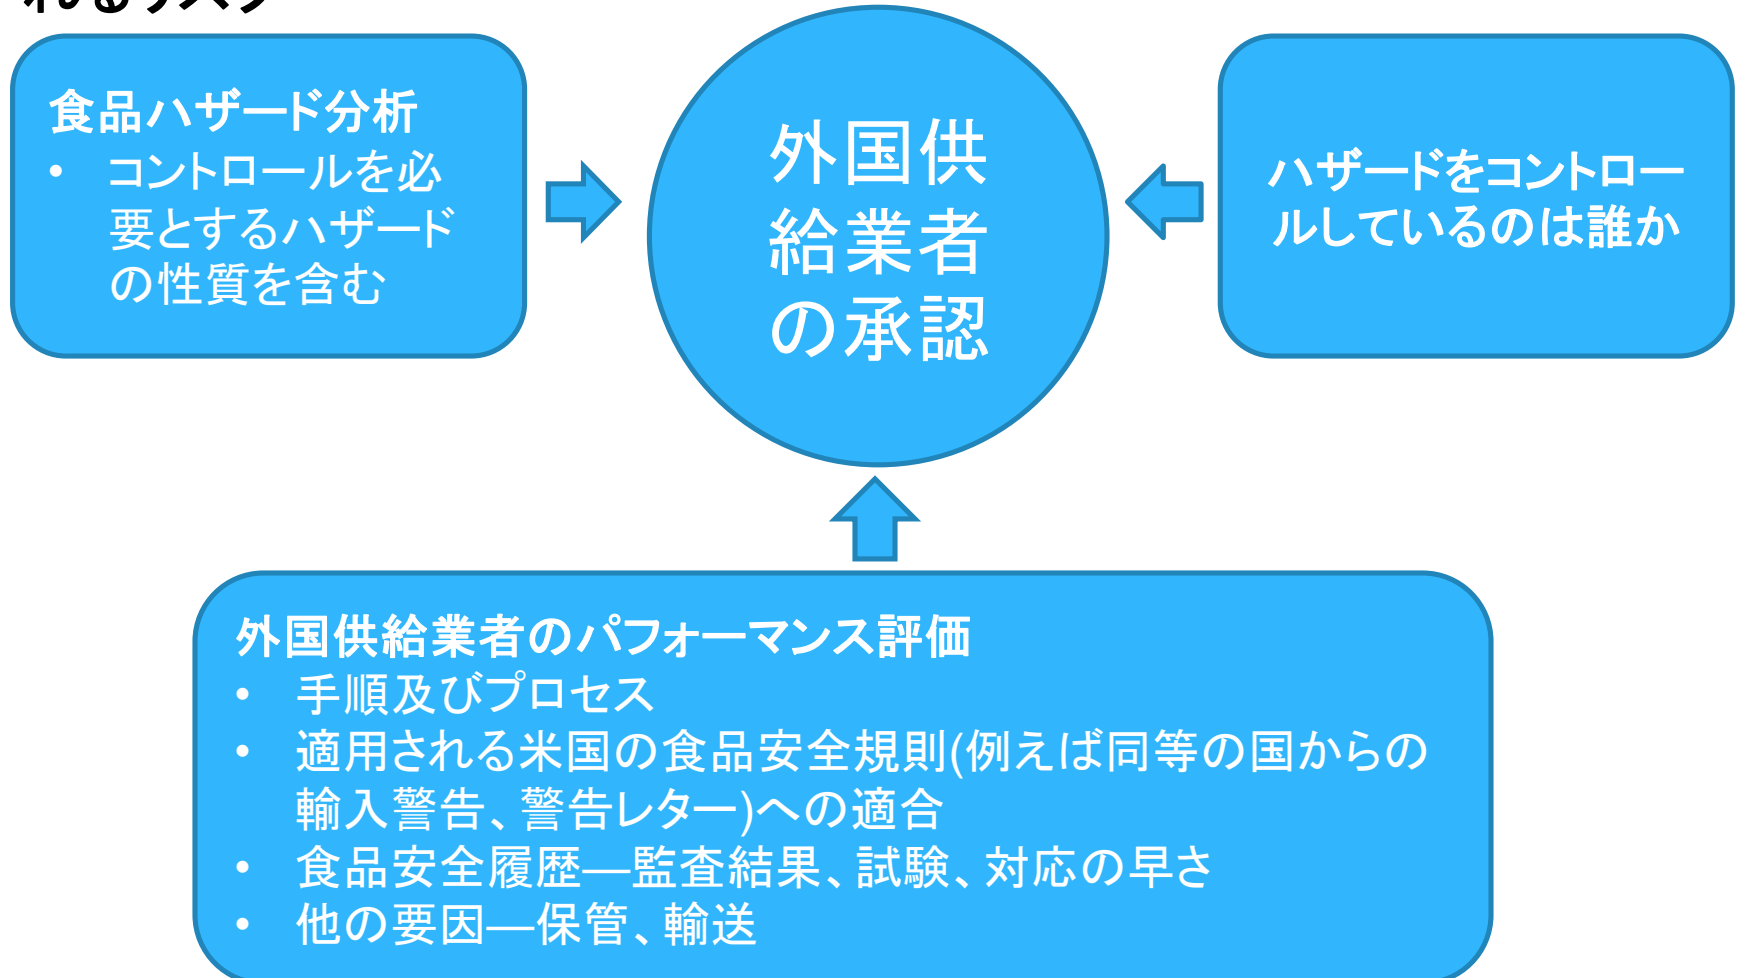 れるリスク
食品ハザード分析
• コントロールを必
要とするハザード
の性質を含む
外国供
給業者
の承認
ハザードをコントロー
ルしているのは誰か
外国供給業者のパフォーマンス評価
• 手順及びプロセス
• 適用される米国の食品安全規則(例えば同等の国からの
輸入警告、警告レター)への適合
• 食品安全履歴―監査結果、試験、対応の早さ
• 他の要因―保管、輸送